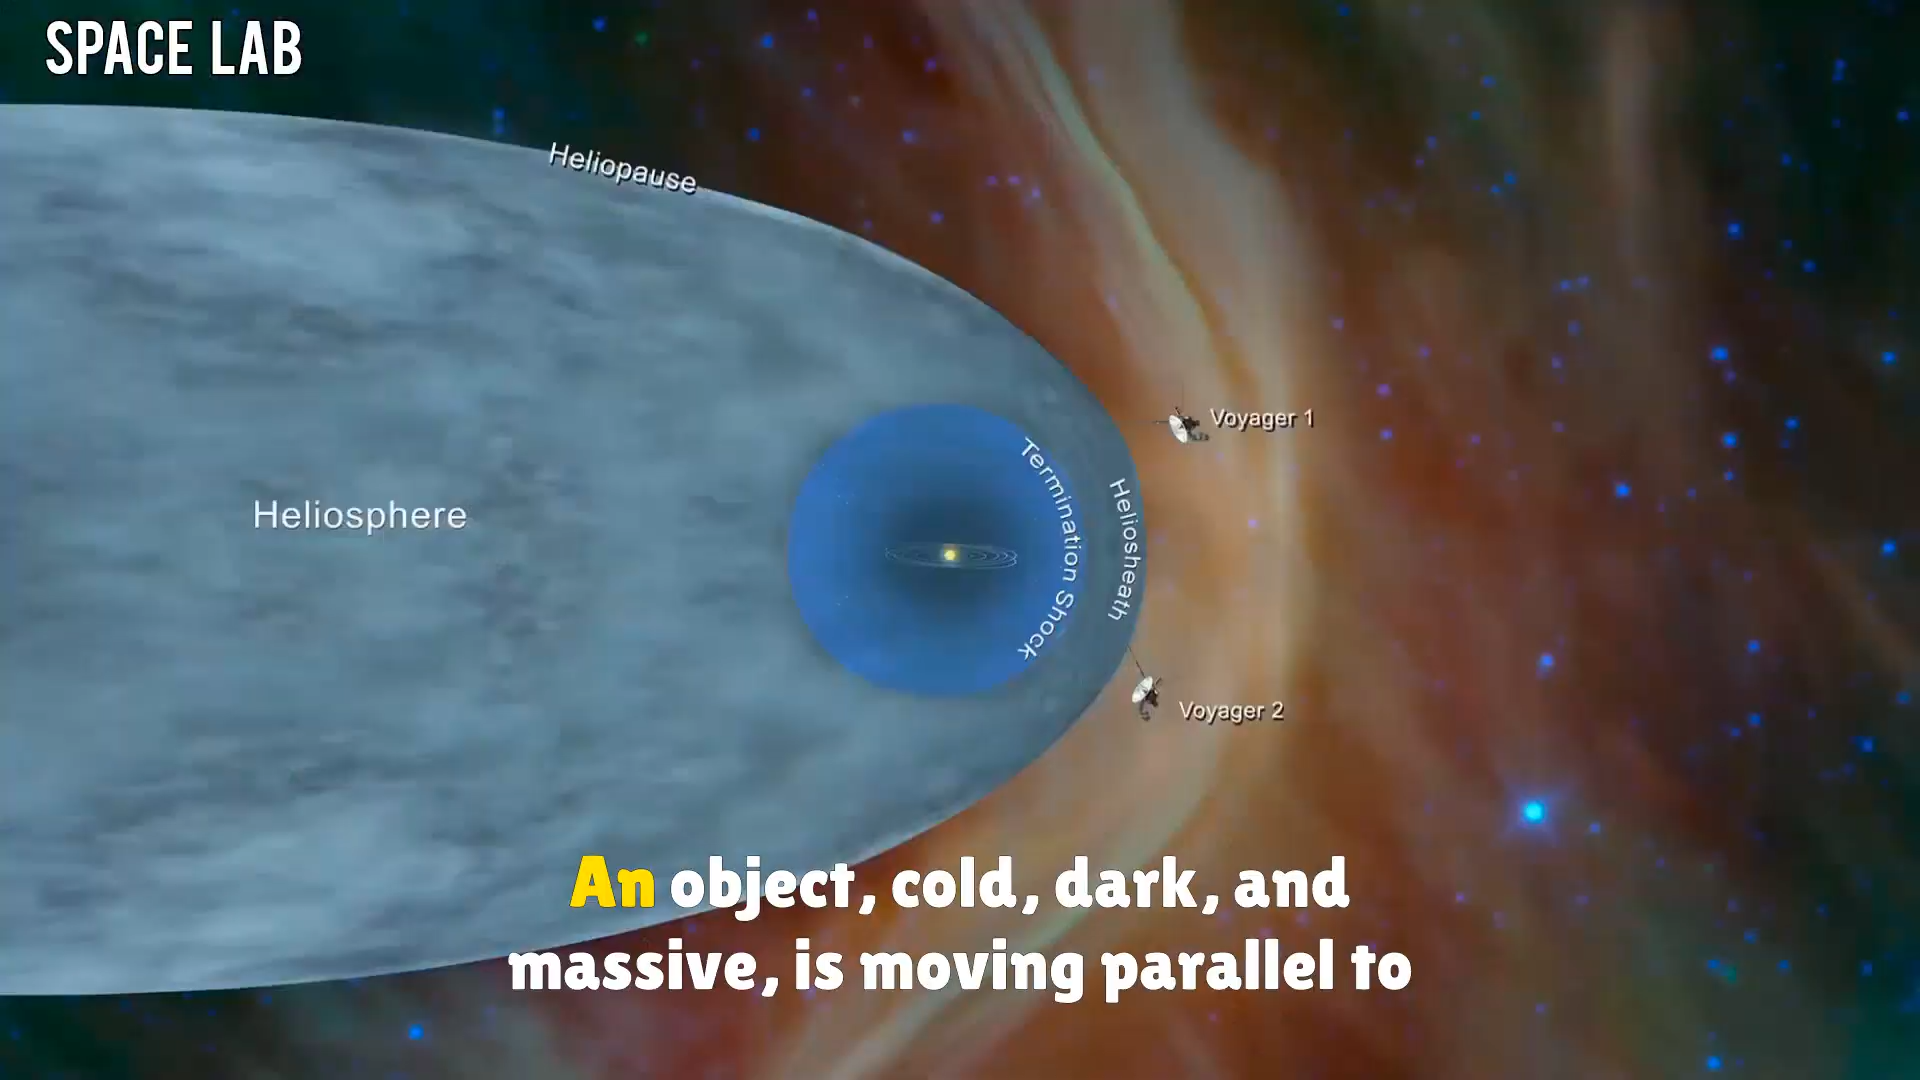 SPACE LAB
Heliopause
Voyager 1
Termination Shock
Heliosheath
Heliosphere
Voyager 2
An object, cold, dark, and
massive, is moving parallel to